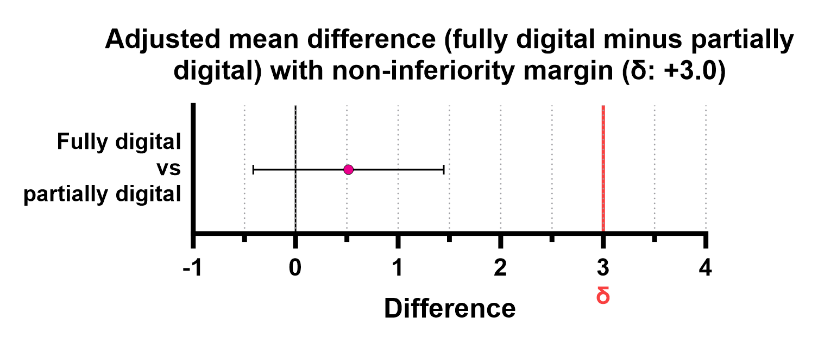 Adjusted mean difference (fully digital minus partially
digital) with non-inferiority margin (δ: +3.0)
Fully digital
vs
partially digital
-1 0 1 2 3 4
δ
Difference